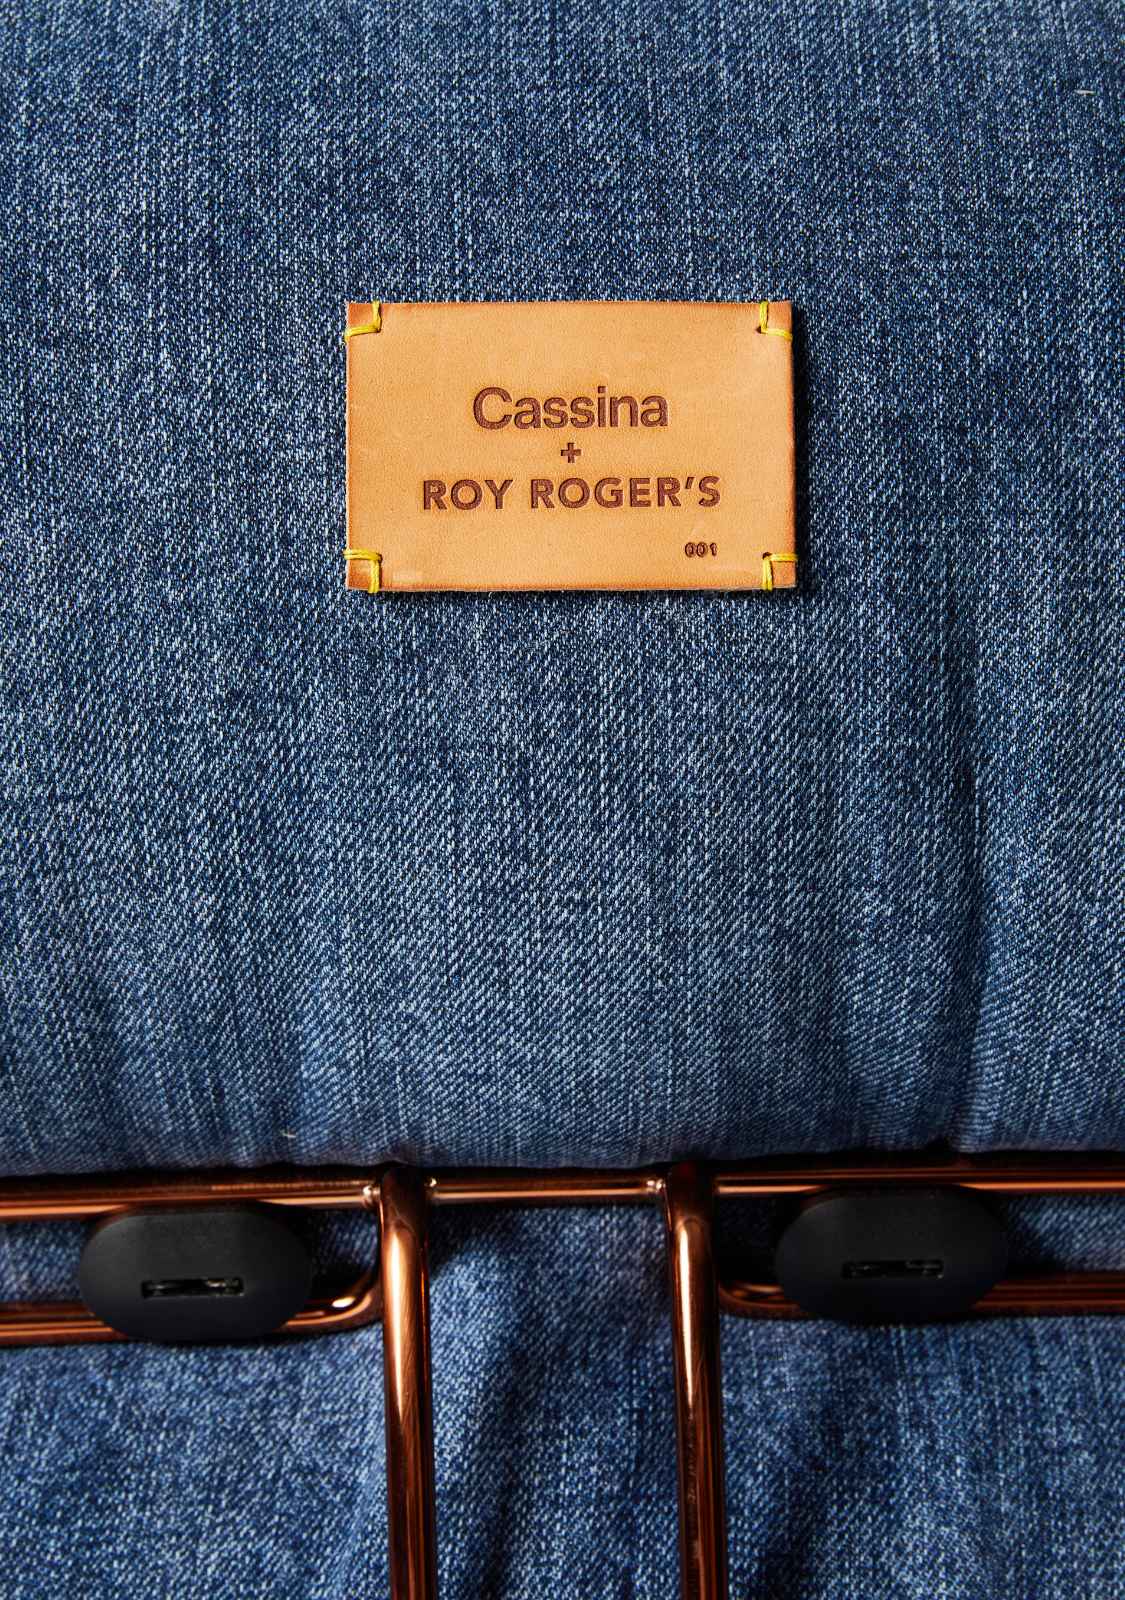 Cassina
+
ROY ROGER'S
001